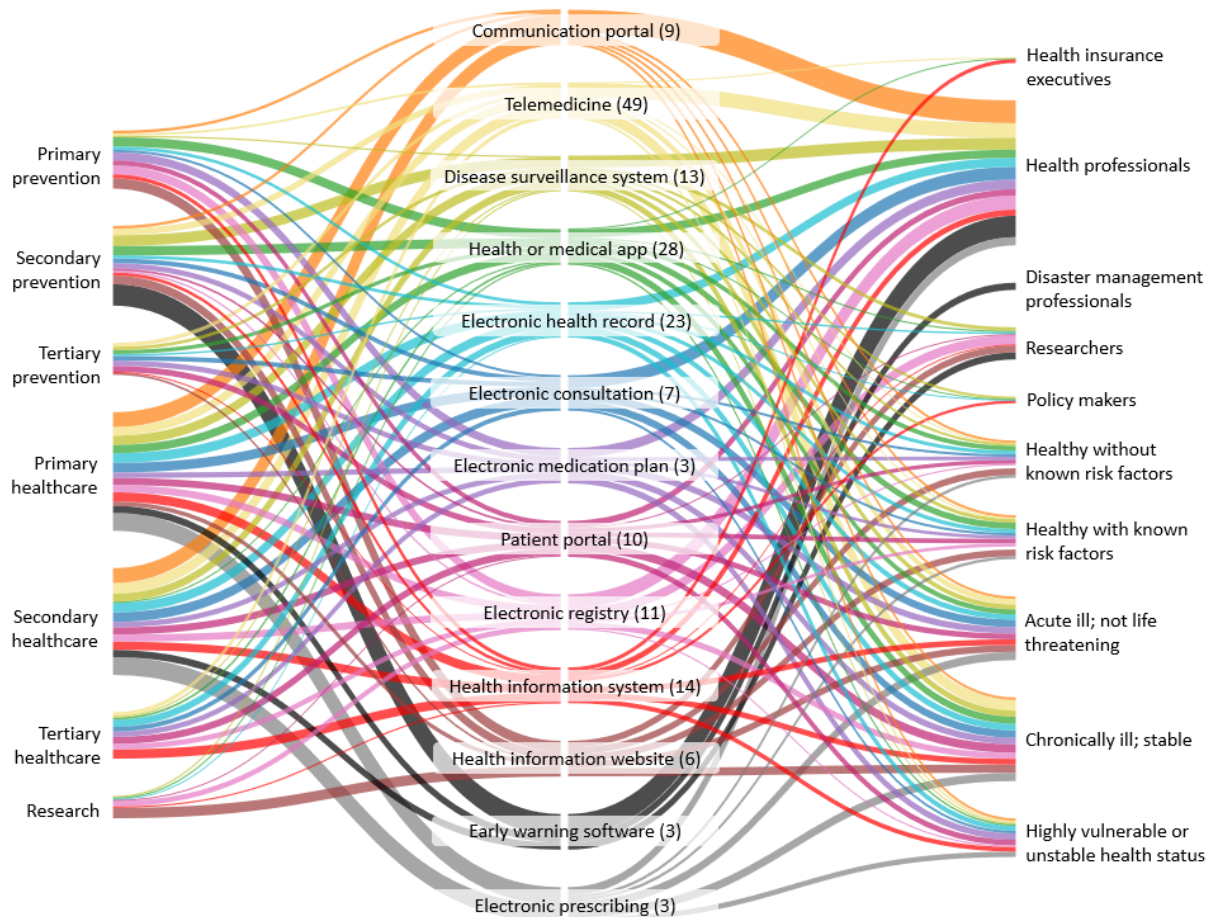 Primary
prevention
Secondary
prevention
Tertiary
prevention
Primary
healthcare
Secondary
healthcare
Tertiary
healthcare
Research
Communication portal (9)
Telemedicine (49)
Disease surveillance system (13)
Health or medical app (28)
Electronic health record (23)
Electronic consultation (7)
Electronic medication plan (3)
Patient portal (10)
Electronic registry (11)
Health information system (14)
Health information website (6)
Early warning software (3)
Electronic prescribing (3)
Health insurance
executives
Health professionals
Disaster management
professionals
Researchers
Policy makers
Healthy without
known risk factors
Healthy with known
risk factors
Acute ill; not life
threatening
Chronically ill; stable
Highly vulnerable or
unstable health status